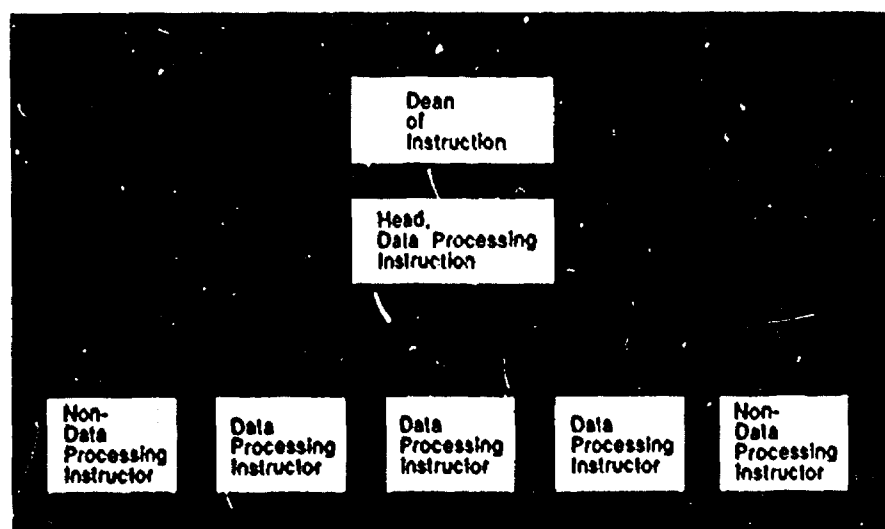 Dean
of
Instruction
Head,
Data Processing
Instruction
Non-
Data
Processing
Instructor
Data
Processing
Instructor
Data
Processing
Instructor
Data
Processing
Instructor
Non-
Data
Processing
Instructor